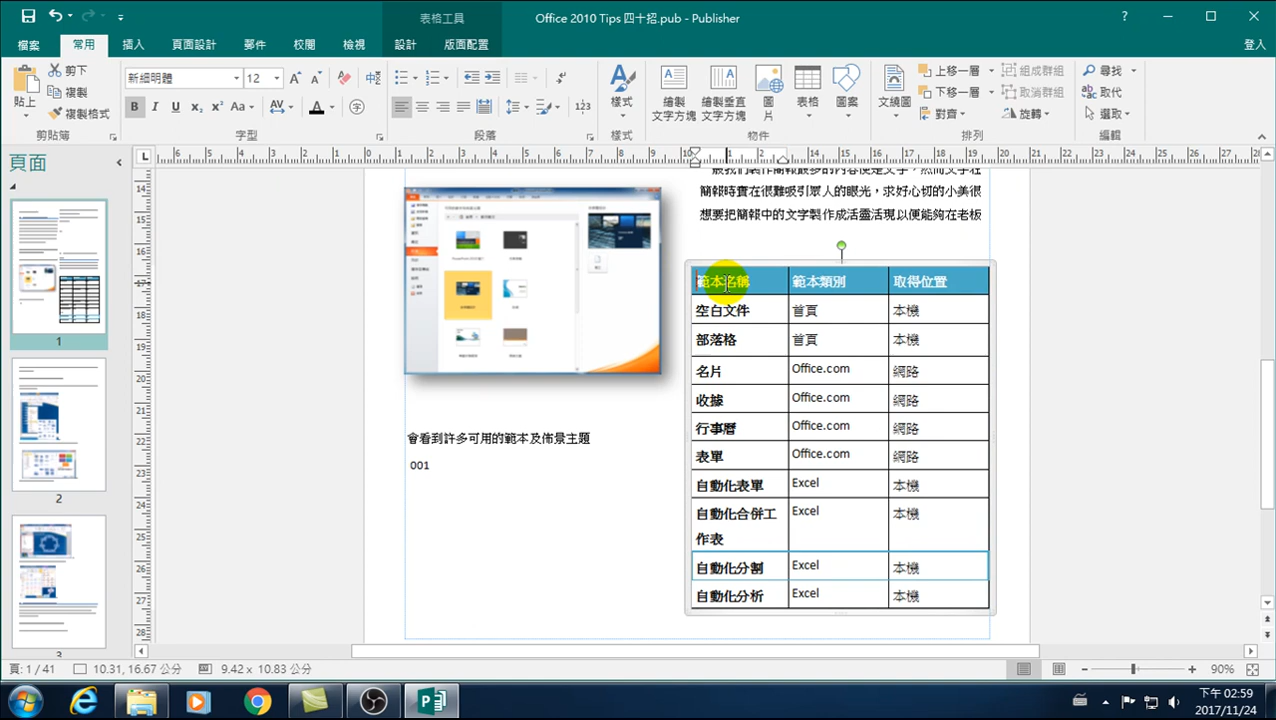 表格工具
Office 2010 Tips 四十招.pub - Publisher
?
檔案
常用
插入
頁面設計
郵件
校閱
檢視
設計
版面配置
登入
貼上
剪下
複製
複製格式
剪貼簿
新細明體
12
字型
段落
樣式
樣式
繪製
文字方塊
繪製垂直
文字方塊
圖
片
表格
圖案
物件
文繞圖
上移一層
下移一層
對齊
組成群組
取消群組
旋轉
排列
尋找
取代
選取
編輯
頁面
1
2
3
簡報時實在很難吸引眾人的眼光，求好心切的小美很
想要把簡報中的文字製作成活靈活現以便能夠在老板
範本名稱 範本類別 取得位置
空白文件 首頁 本機
部落格 首頁 本機
名片 Office.com 網路
收據 Office.com 網路
行事曆 Office.com 網路
表單 Office.com 網路
自動化表單 Excel 本機
自動化合併工
作表 Excel 本機
自動化分割 Excel 本機
自動化分析 Excel 本機
會看到許多可用的範本及佈景主題
001
頁: 1 / 41
10.31, 16.67 公分
9.42 × 10.83 公分
90%
下午 02:59
2017/11/24